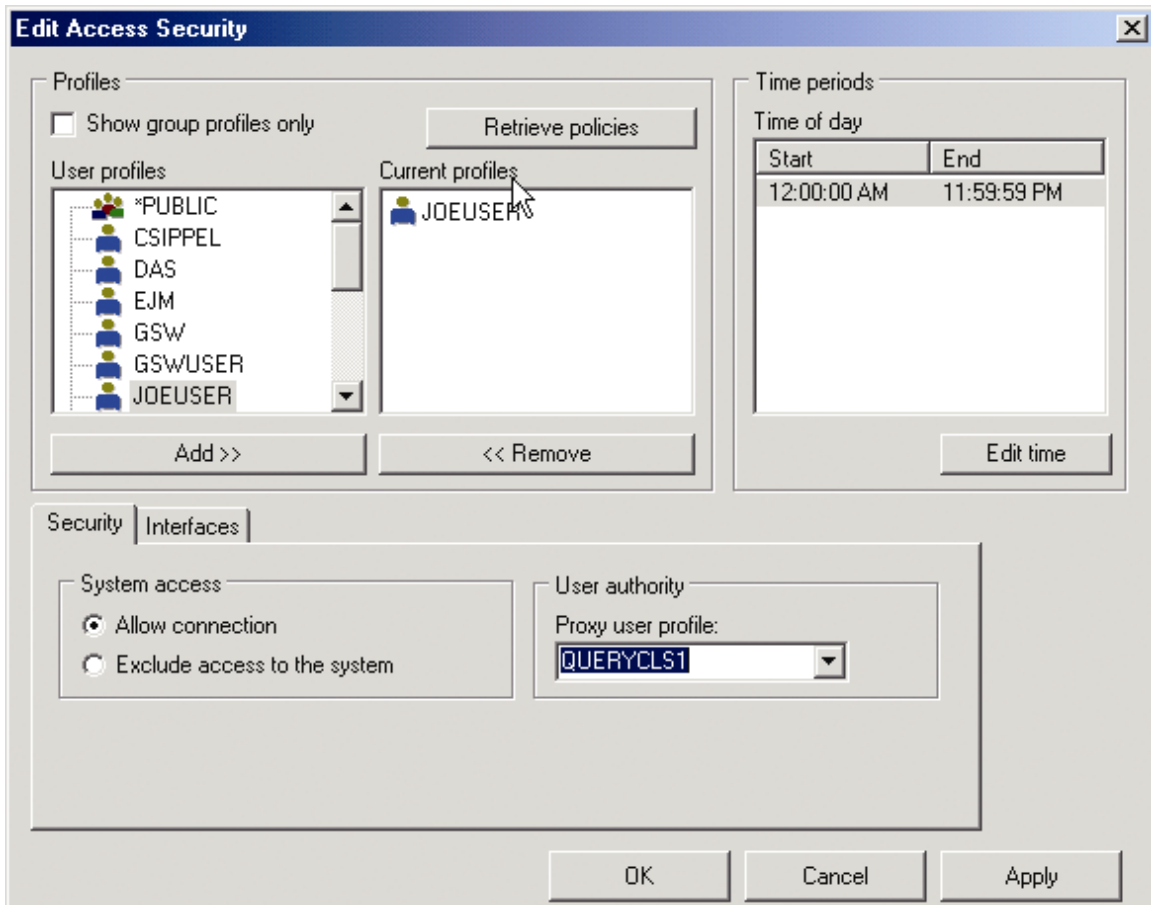 Edit Access Security
Profiles
Show group profiles only
Retrieve policies
User profiles
Current profiles
*PUBLIC
CSIPPEL
DAS
EJM
GSW
GSWUSER
JOEUSER
JOEUSER
Add >>
<< Remove
Time periods
Time of day
Start End
12:00:00 AM 11:59:59 PM
Edit time
Security Interfaces
System access
Allow connection
Exclude access to the system
User authority
Proxy user profile:
QUERYCLS1
OK Cancel Apply